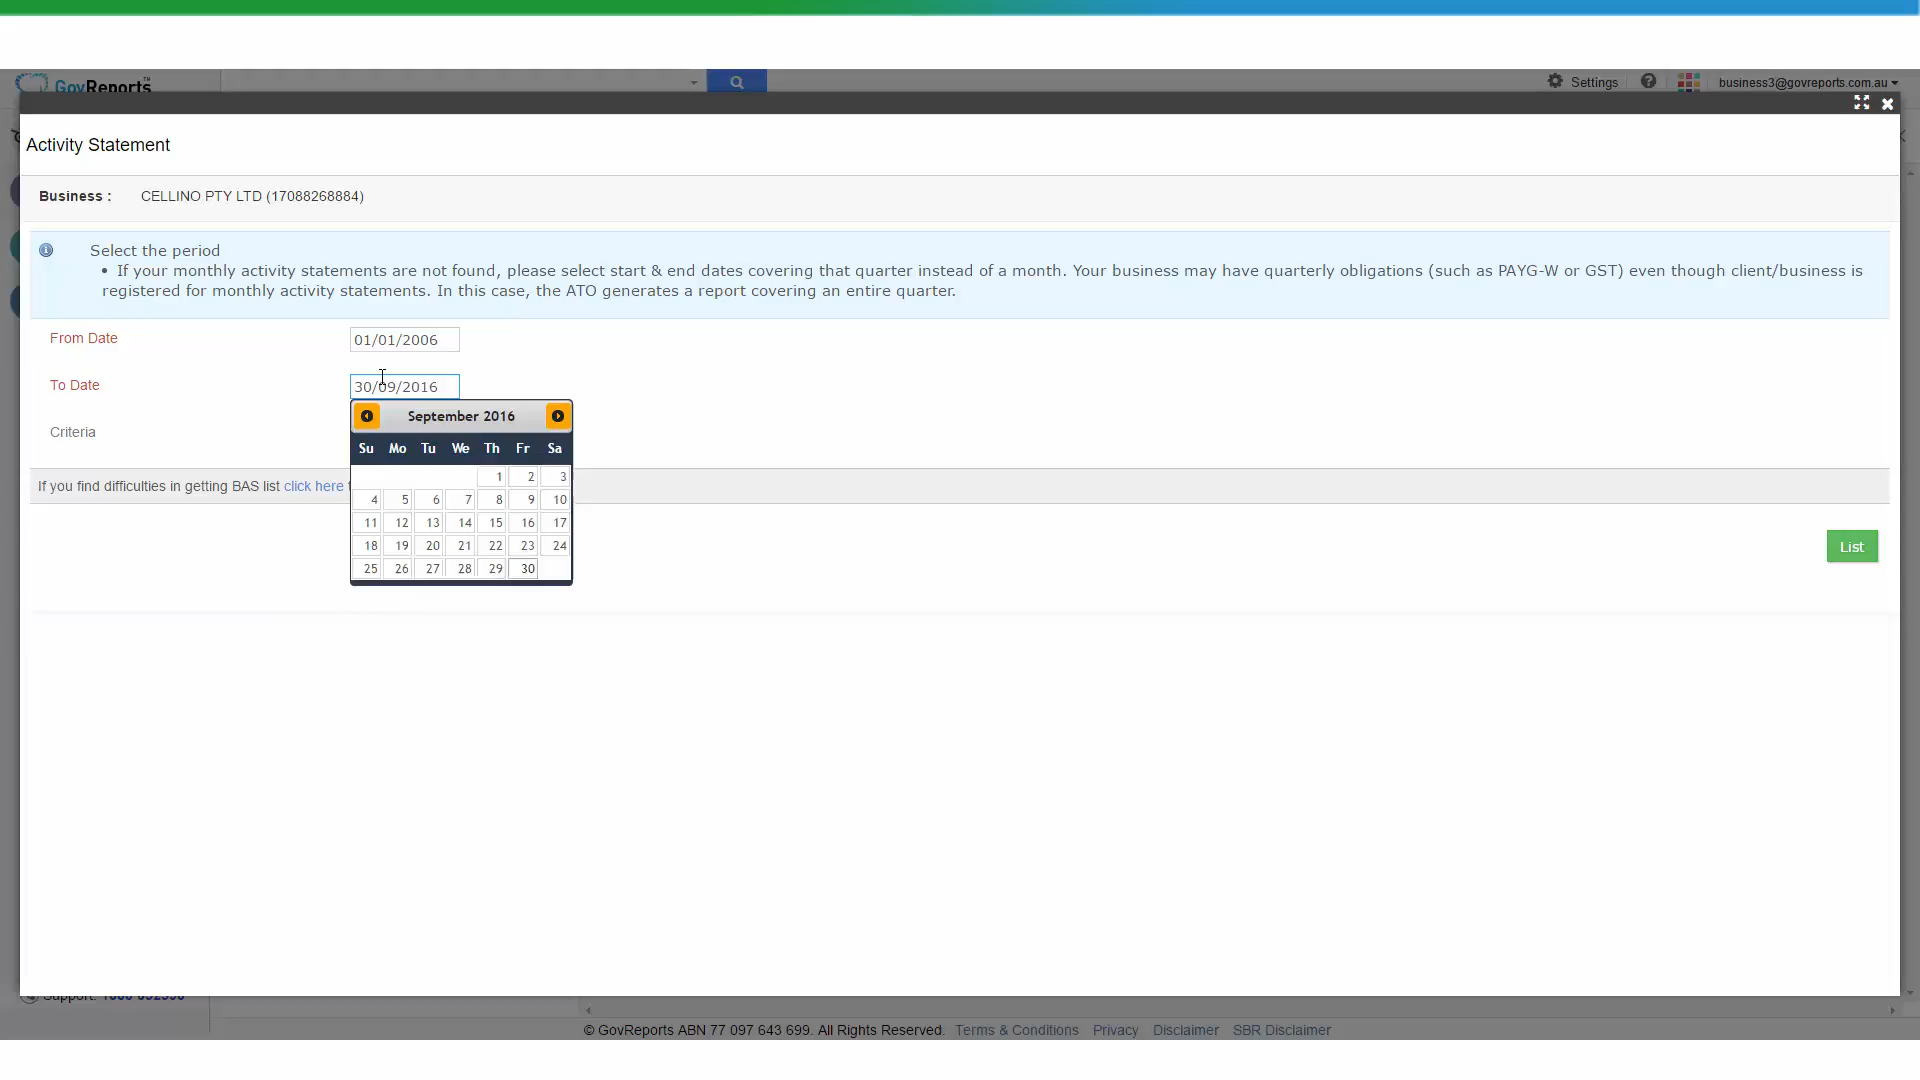 GovReports™
Settings
business3@govreports.com.au
Activity Statement
Business : CELLINO PTY LTD (17088268884)
Select the period
• If your monthly activity statements are not found, please select start & end dates covering that quarter instead of a month. Your business may have quarterly obligations (such as PAYG-W or GST) even though client/business is
registered for monthly activity statements. In this case, the ATO generates a report covering an entire quarter.
From Date 01/01/2006
To Date 30/09/2016
September 2016
Criteria
Su Mo Tu We Th Fr Sa
1 2 3
If you find difficulties in getting BAS list click here
4 5 6 7 8 9 10
11 12 13 14 15 16 17
18 19 20 21 22 23 24
List
25 26 27 28 29 30
Support:
© GovReports ABN 77 097 643 699. All Rights Reserved. Terms & Conditions Privacy Disclaimer SBR Disclaimer